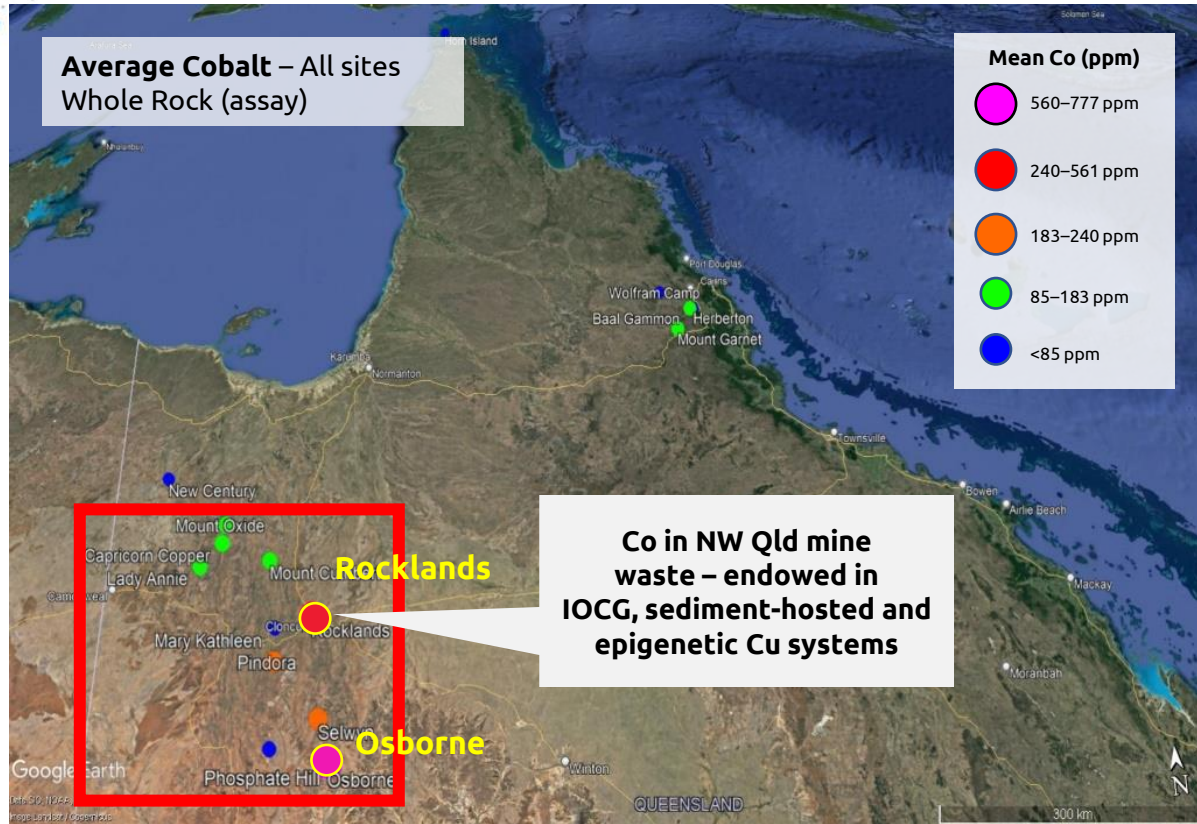 Average Cobalt – All sites
Whole Rock (assay)
Mean Co (ppm)
560–777 ppm
240–561 ppm
183–240 ppm
85–183 ppm
<85 ppm
Horn Island
Solomon Sea
Nhulunbuy
Port Douglas
Cairns
Wolfram Camp
Baal Gammon
Herberton
Mount Garnet
Karumba
Normanton
Townsville
Bowen
Airlie Beach
Mackay
Moranbah
New Century
Mount Oxide
Capricorn Copper
Lady Annie
Rocklands
Camooweal
Mary Kathleen
Rocklands
Pindora
Co in NW Qld mine
waste – endowed in
IOCG, sediment-hosted and
epigenetic Cu systems
Osborne
Phosphate Hill
Osborne
Winton
QUEENSLAND
Google Earth
300 km
N